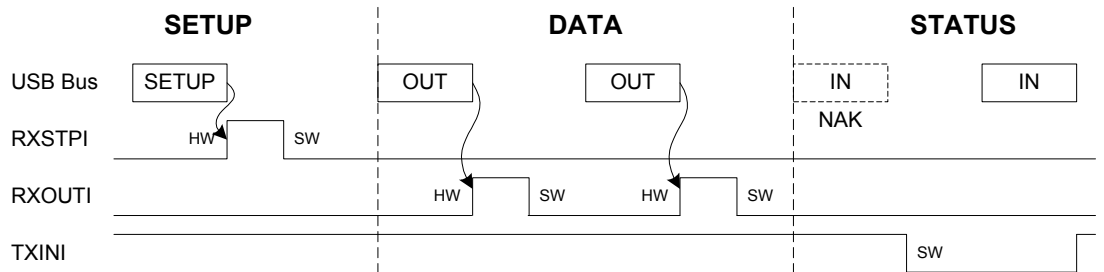 SETUP DATA STATUS
USB Bus SETUP OUT OUT IN IN
NAK
RXSTPI HW SW
RXOUTI HW SW HW SW
TXINI SW